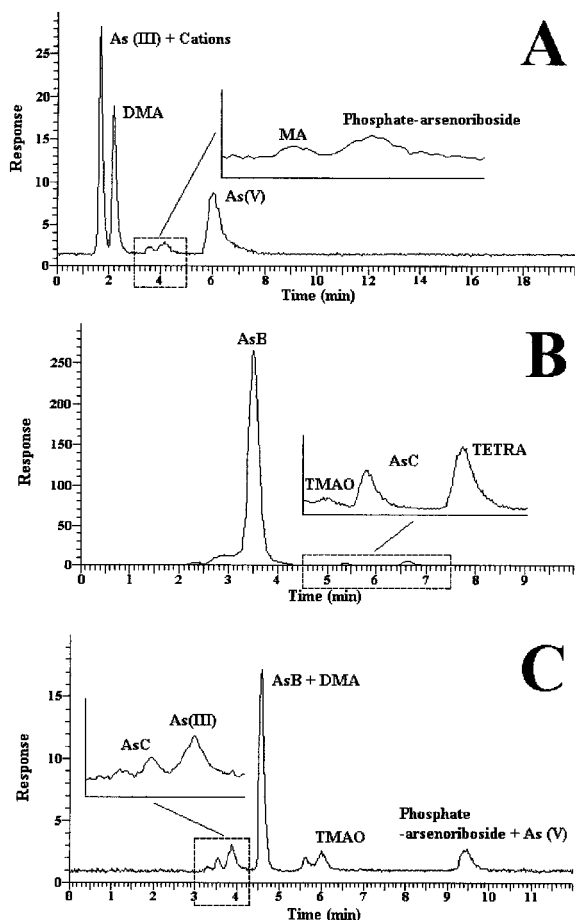 A
As (III) + Cations
DMA
MA
Phosphate-arsenoriboside
As(V)
Response
25
20
15
10
5
0
0 2 4 6 8 10 12 14 16 18
Time (min)
B
AsB
TMAO
AsC
TETRA
Response
250
200
150
100
50
0
0 1 2 3 4 5 6 7 8 9
Time (min)
C
AsB + DMA
AsC
As(III)
TMAO
Phosphate
-arsenoriboside + As (V)
Response
15
10
5
0
0 1 2 3 4 5 6 7 8 9 10 11
Time (min)